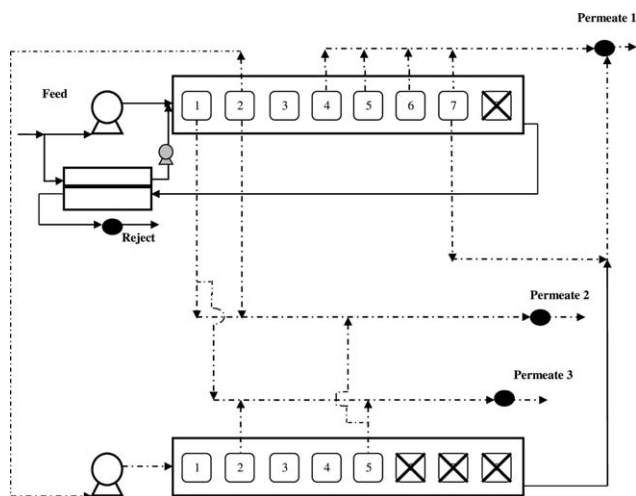 Permeate 1
Feed
1 2 3 4 5 6 7
Reject
Permeate 2
Permeate 3
1 2 3 4 5